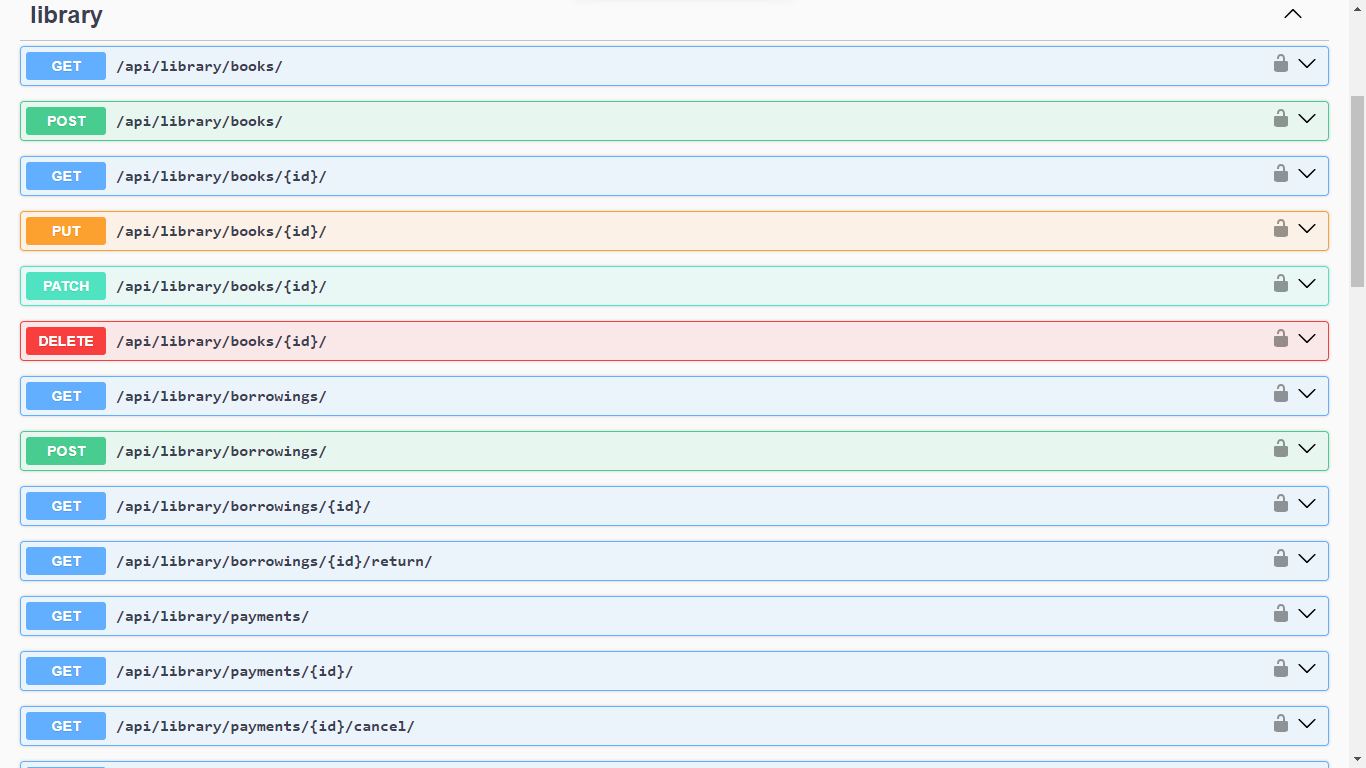 library
GET /api/library/books/
POST /api/library/books/
GET /api/library/books/{id}/
PUT /api/library/books/{id}/
PATCH /api/library/books/{id}/
DELETE /api/library/books/{id}/
GET /api/library/borrowings/
POST /api/library/borrowings/
GET /api/library/borrowings/{id}/
GET /api/library/borrowings/{id}/return/
GET /api/library/payments/
GET /api/library/payments/{id}/
GET /api/library/payments/{id}/cancel/